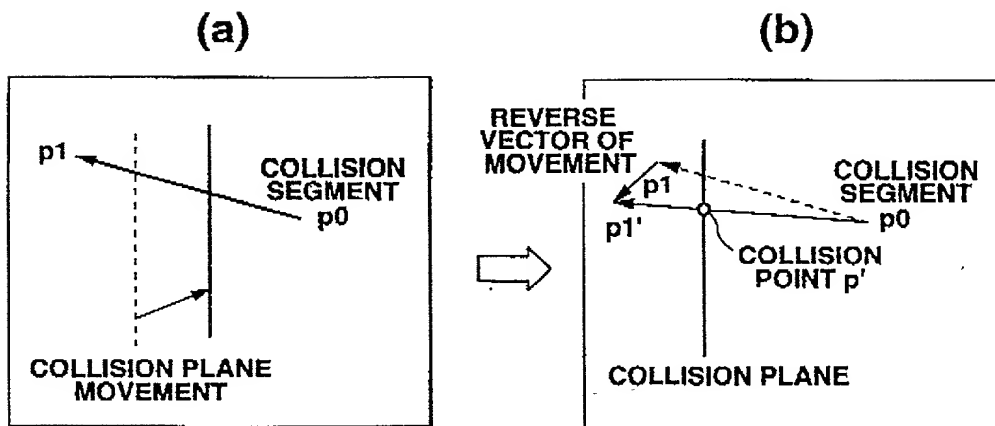 (a)
p1
COLLISION
SEGMENT
p0
COLLISION PLANE
MOVEMENT
(b)
REVERSE
VECTOR OF
MOVEMENT
p1
p1'
COLLISION
SEGMENT
p0
COLLISION
POINT p'
COLLISION PLANE